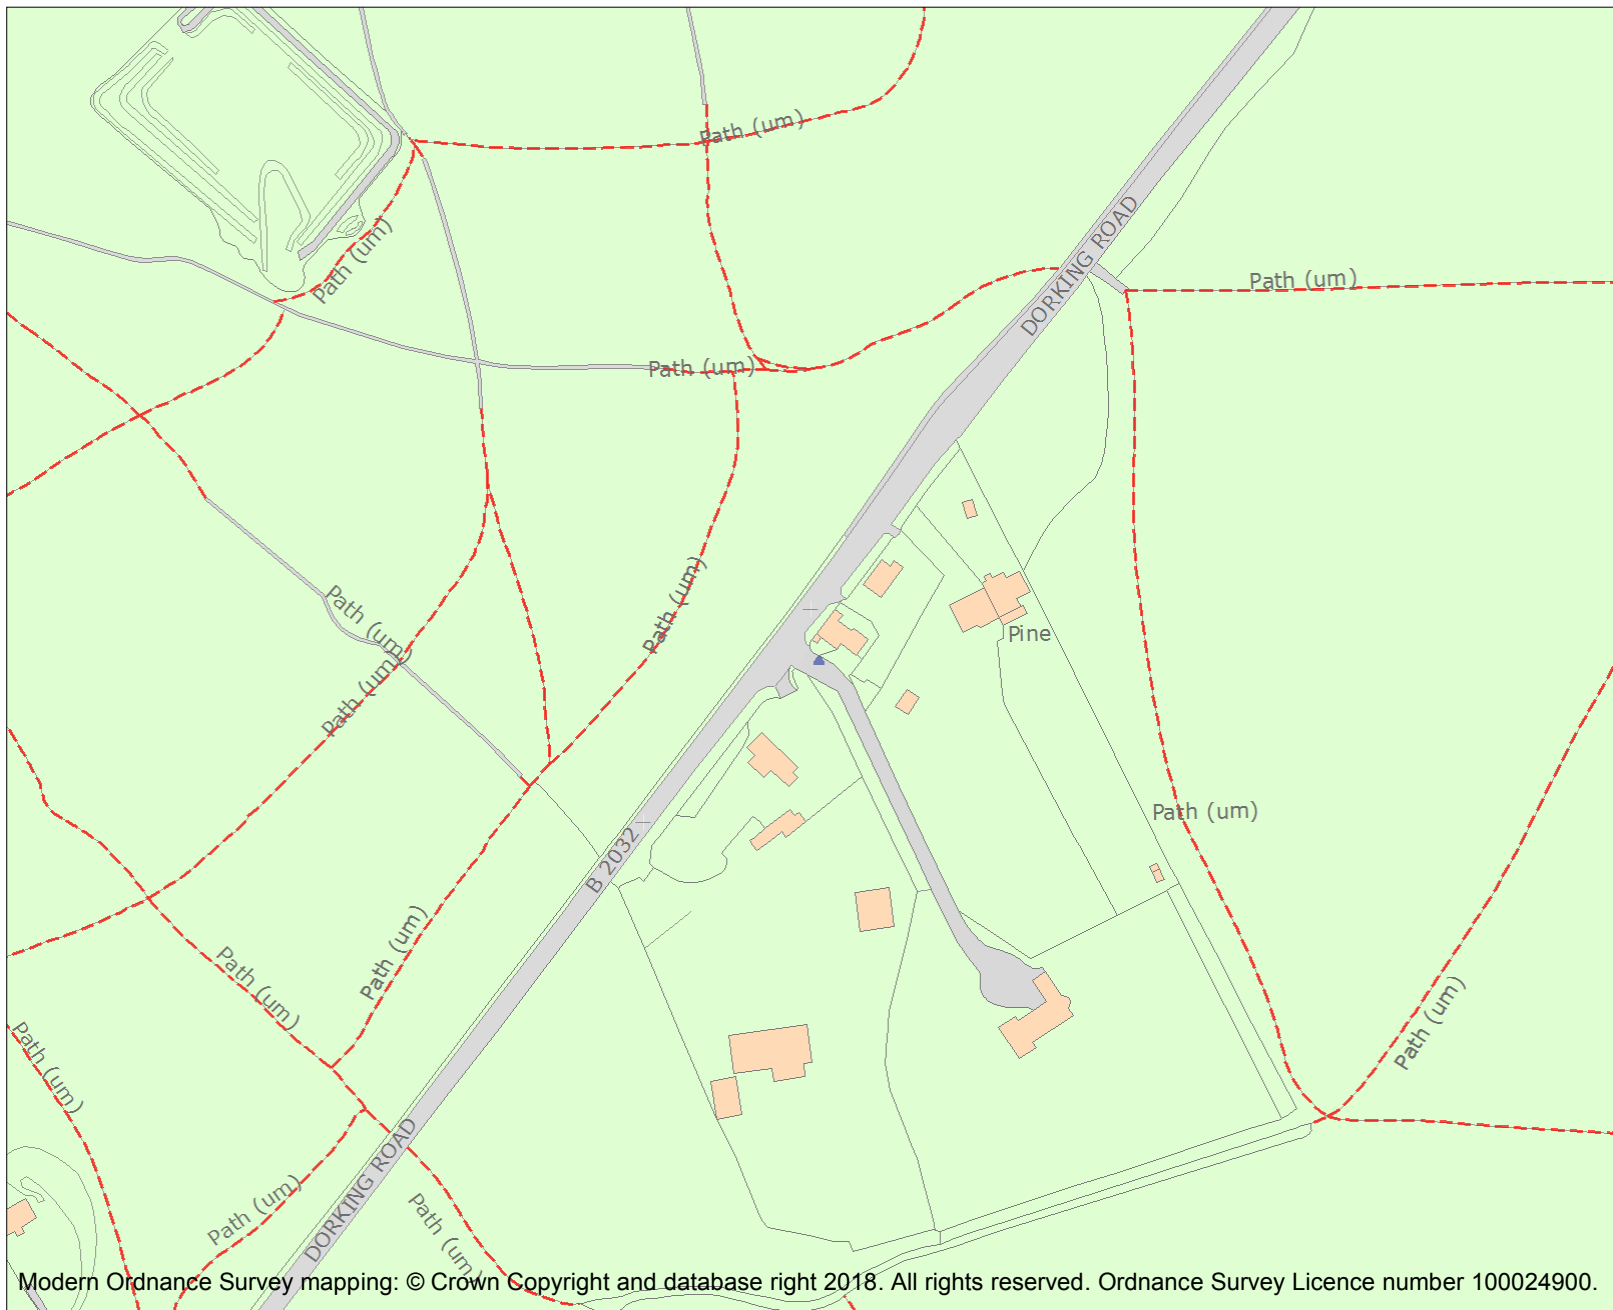 Path (um)
DORKING ROAD
Path (um)
Path (um)
Path (um)
Path (um)
Path (um)
Path (um)
Pine
Path (um)
Path (um)
B 2032
Path (um)
Path (um)
Path (um)
Path (um)
DORKING ROAD
Path (um)
Path (um)
Modern Ordnance Survey mapping: © Crown Copyright and database right 2018. All rights reserved. Ordnance Survey Licence number 100024900.